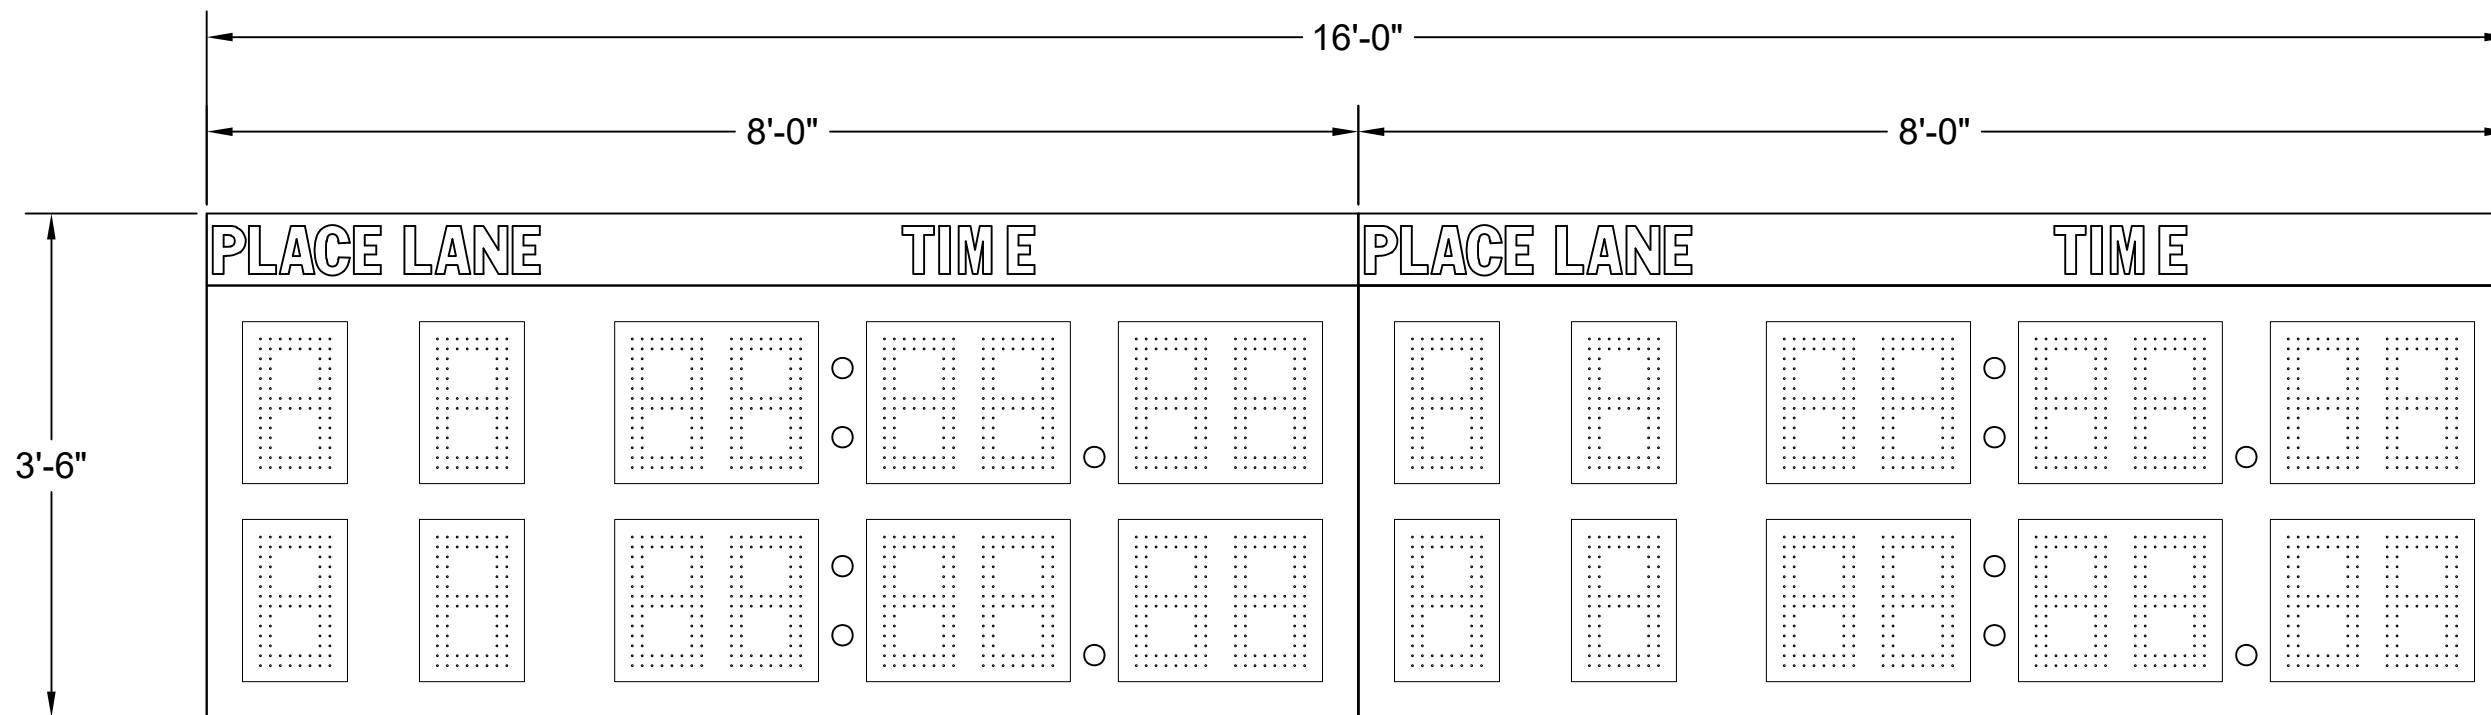 16'-0"
8'-0" 8'-0"
PLACE LANE TIME PLACE LANE TIME
3'-6"